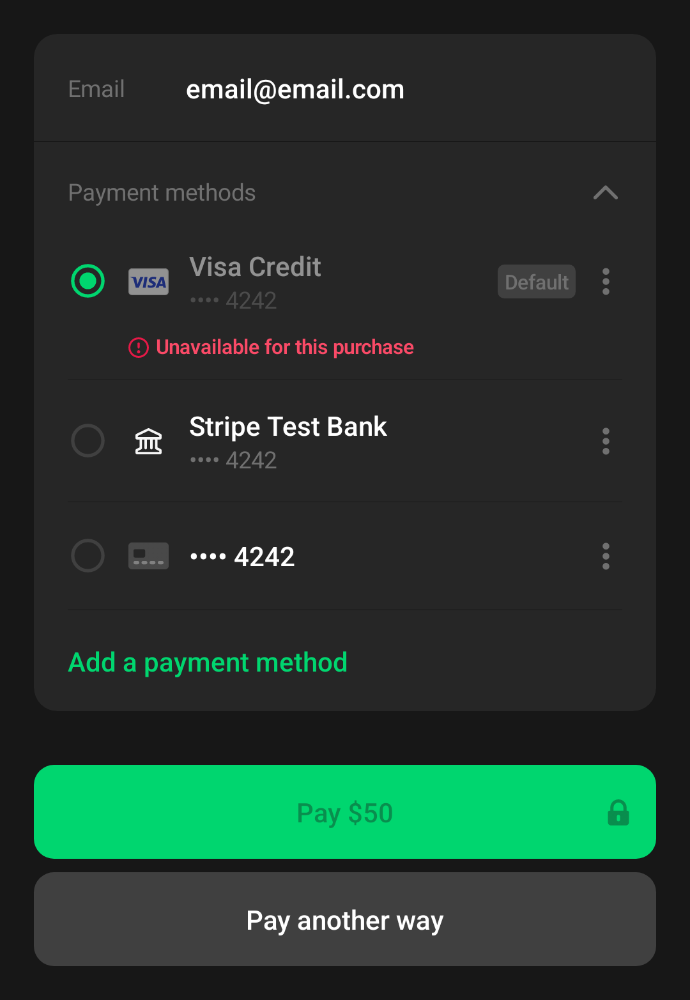 Email email@email.com
Payment methods
VISA Visa Credit Default
•••• 4242
Unavailable for this purchase
Stripe Test Bank
•••• 4242
•••• 4242
Add a payment method
Pay $50
Pay another way